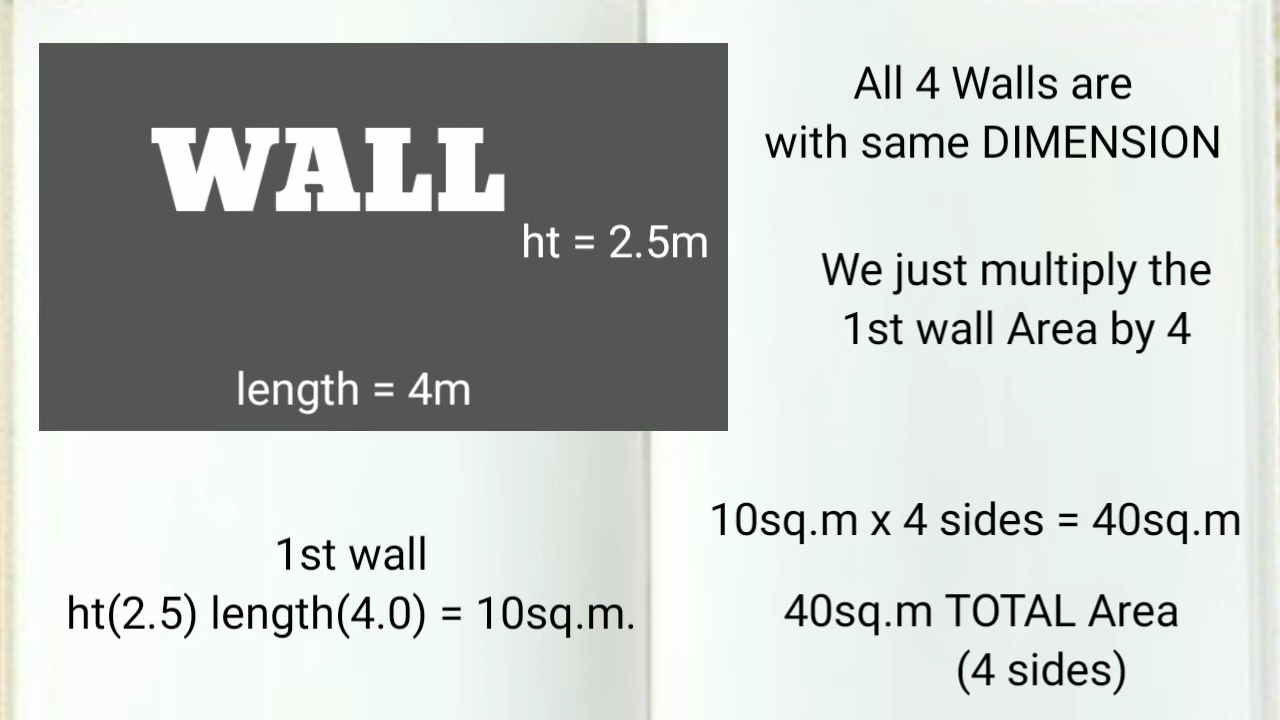 WALL
ht = 2.5m
length = 4m
1st wall
ht(2.5) length(4.0) = 10sq.m.
All 4 Walls are
with same DIMENSION
We just multiply the
1st wall Area by 4
10sq.m x 4 sides = 40sq.m
40sq.m TOTAL Area
(4 sides)